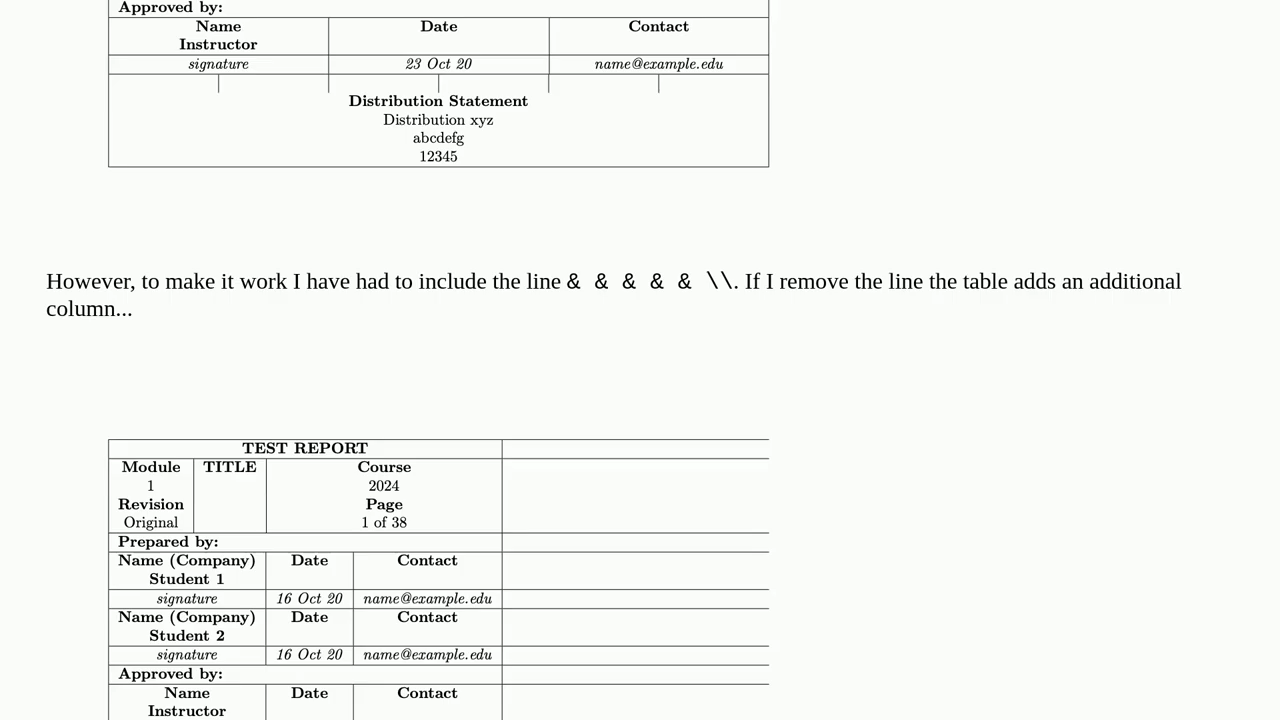 Approved by:
Name Date Contact
Instructor
signature 23 Oct 20 name@example.edu
Distribution Statement
Distribution xyz
abcdefg
12345
However, to make it work I have had to include the line & & & & & \\. If I remove the line the table adds an additional
column...
TEST REPORT
Module TITLE Course
1 2024
Revision Page
Original 1 of 38
Prepared by:
Name (Company) Date Contact
Student 1
signature 16 Oct 20 name@example.edu
Name (Company) Date Contact
Student 2
signature 16 Oct 20 name@example.edu
Approved by:
Name Date Contact
Instructor